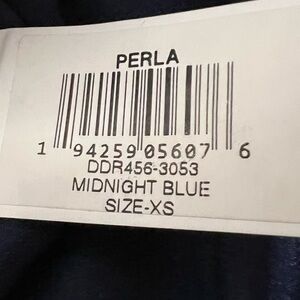 PERLA
1 94259 05607 6
DDR456-3053
MIDNIGHT BLUE
SIZE-XS